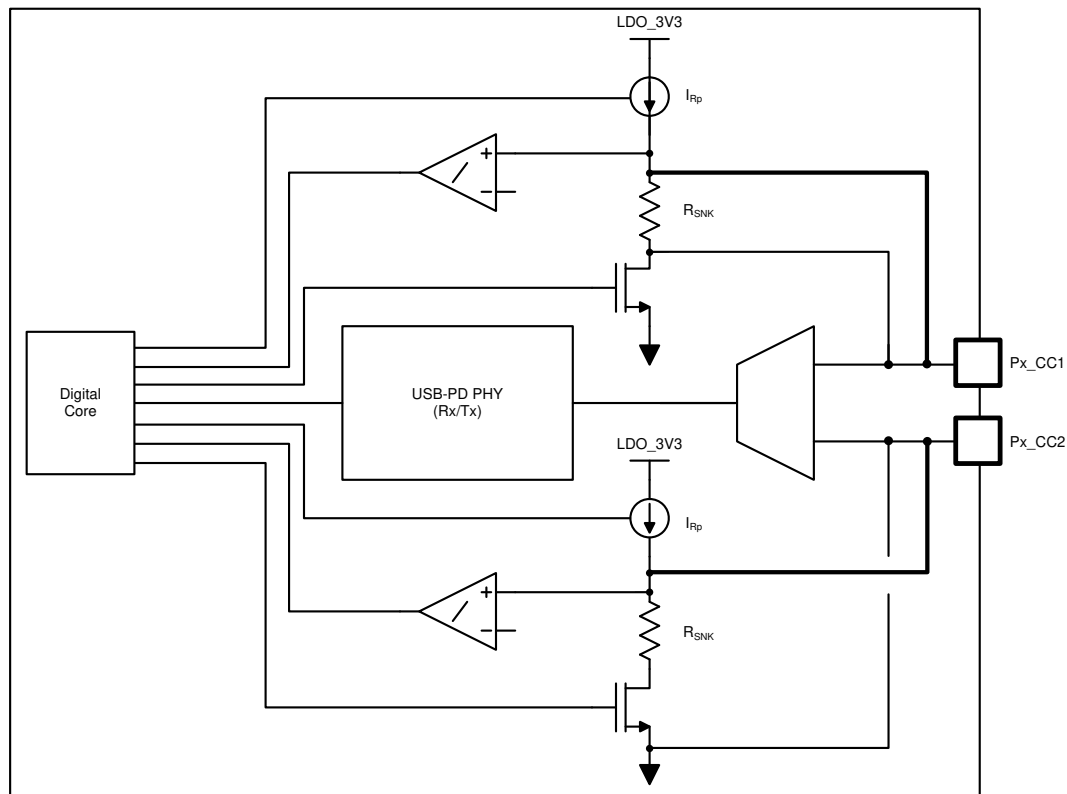 LDO_3V3
I_Rp
+
−
R_SNK
Digital
Core
USB-PD PHY
(Rx/Tx)
Px_CC1
Px_CC2
LDO_3V3
I_Rp
+
−
R_SNK